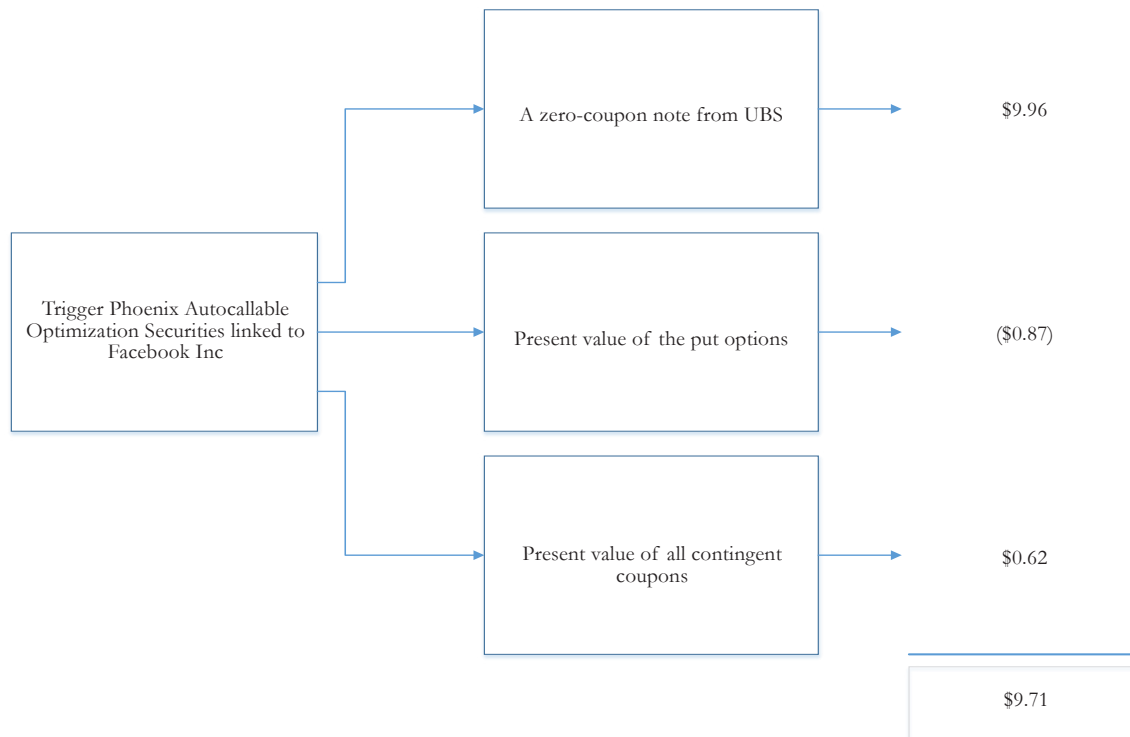 A zero-coupon note from UBS
$9.96
Trigger Phoenix Autocallable
Optimization Securities linked to
Facebook Inc
Present value of the put options
($0.87)
Present value of all contingent
coupons
$0.62
$9.71